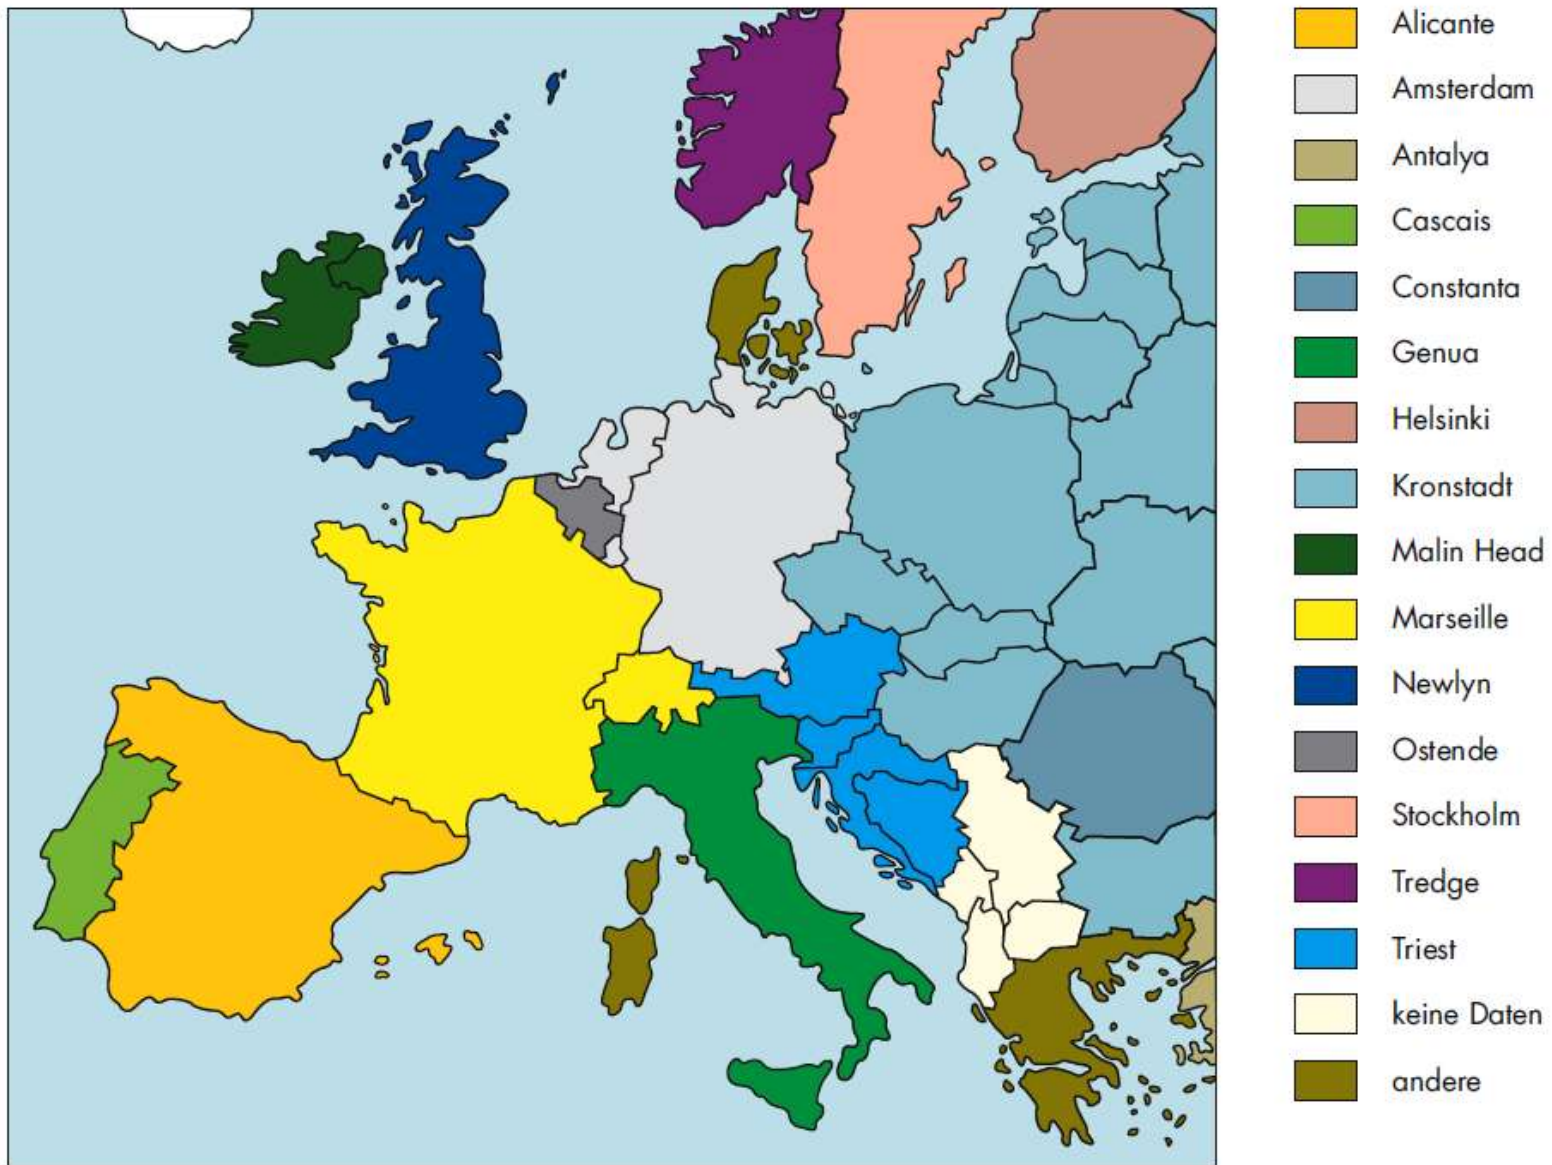 Alicante
Amsterdam
Antalya
Cascais
Constanta
Genua
Helsinki
Kronstadt
Malin Head
Marseille
Newlyn
Ostende
Stockholm
Tredge
Triest
keine Daten
andere